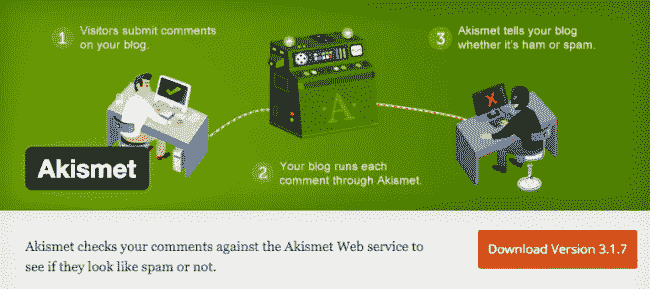 1 Visitors submit comments
on your blog.
3 Akismet tells your blog
whether it's ham or spam.
A
2 Your blog runs each
comment through Akismet.
Akismet
Akismet checks your comments against the Akismet Web service to
see if they look like spam or not.
Download Version 3.1.7